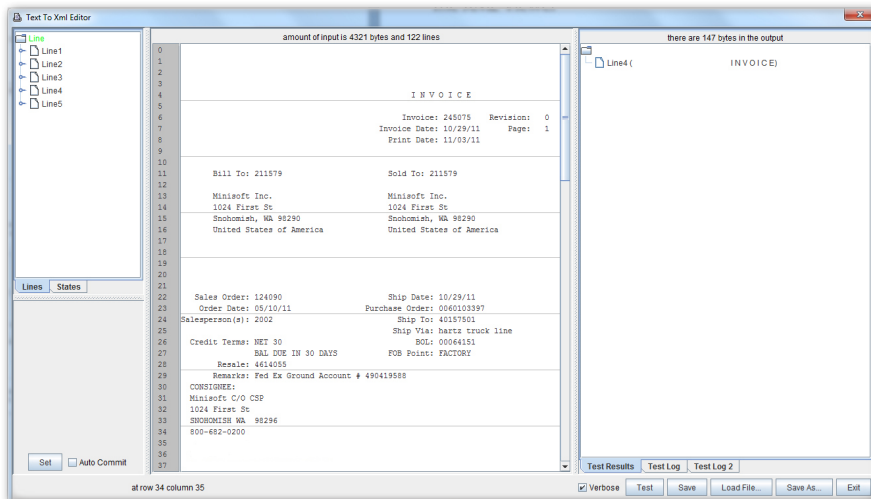 Text To Xml Editor
amount of input is 4321 bytes and 122 lines
there are 147 bytes in the output
Line
Line1
Line2
Line3
Line4
Line5
Lines States
Set Auto Commit
0
1
2
3
4 I N V O I C E
5
6 Invoice: 245075 Revision: 0
7 Invoice Date: 10/29/11 Page: 1
8 Print Date: 11/03/11
9
10
11 Bill To: 211579 Sold To: 211579
12
13 Minisoft Inc. Minisoft Inc.
14 1024 First St 1024 First St
15 Snohomish, WA 98290 Snohomish, WA 98290
16 United States of America United States of America
17
18
19
20
21
22 Sales Order: 124090 Ship Date: 10/29/11
23 Order Date: 05/10/11 Purchase Order: 0060103397
24 Salesperson(s): 2002 Ship To: 40157501
25 Ship Via: hartz truck line
26 Credit Terms: NET 30 BOL: 00064151
27 BAL DUE IN 30 DAYS FOB Point: FACTORY
28 Resale: 4614055
29 Remarks: Fed Ex Ground Account # 490419588
30 CONSIGNEE:
31 Minisoft C/O CSP
32 1024 First St
33 SNOHOMISH WA 98296
34 800-682-0200
35
36
37
Line4 ( I N V O I C E)
Test Results Test Log Test Log 2
at row 34 column 35
Verbose Test Save Load File... Save As... Exit